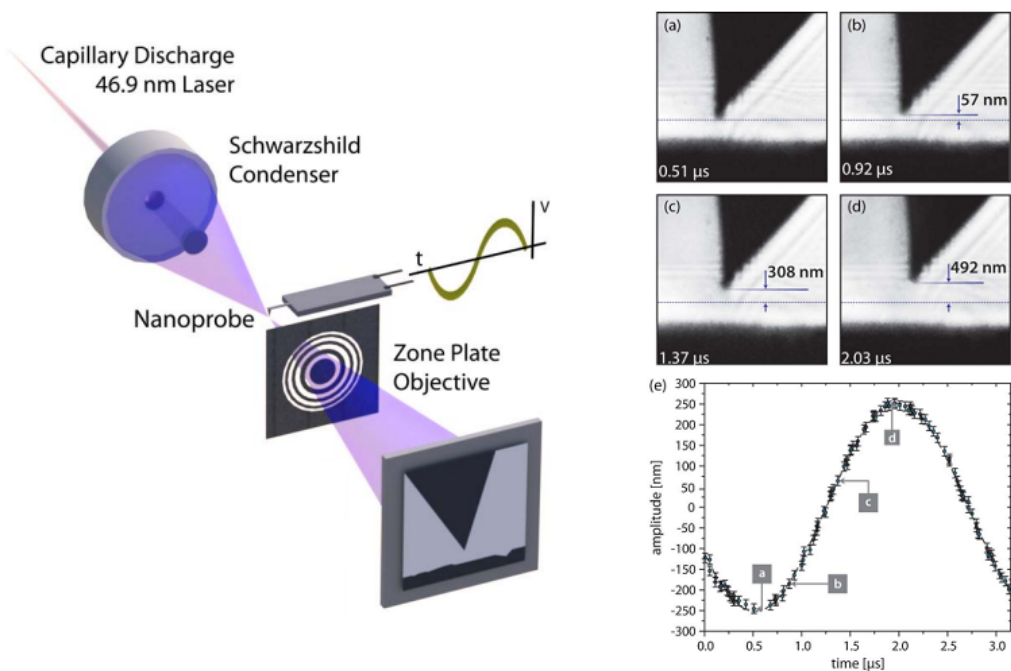 Capillary Discharge
46.9 nm Laser
Schwarzshild
Condenser
V
t
Nanoprobe
Zone Plate
Objective
(a)
0.51 µs
(b)
57 nm
0.92 µs
(c)
308 nm
1.37 µs
(d)
492 nm
2.03 µs
(e)
300
250
200
150
100
50
0
-50
-100
-150
-200
-250
-300
amplitude [nm]
a
b
c
d
0.0 0.5 1.0 1.5 2.0 2.5 3.0
time [µs]